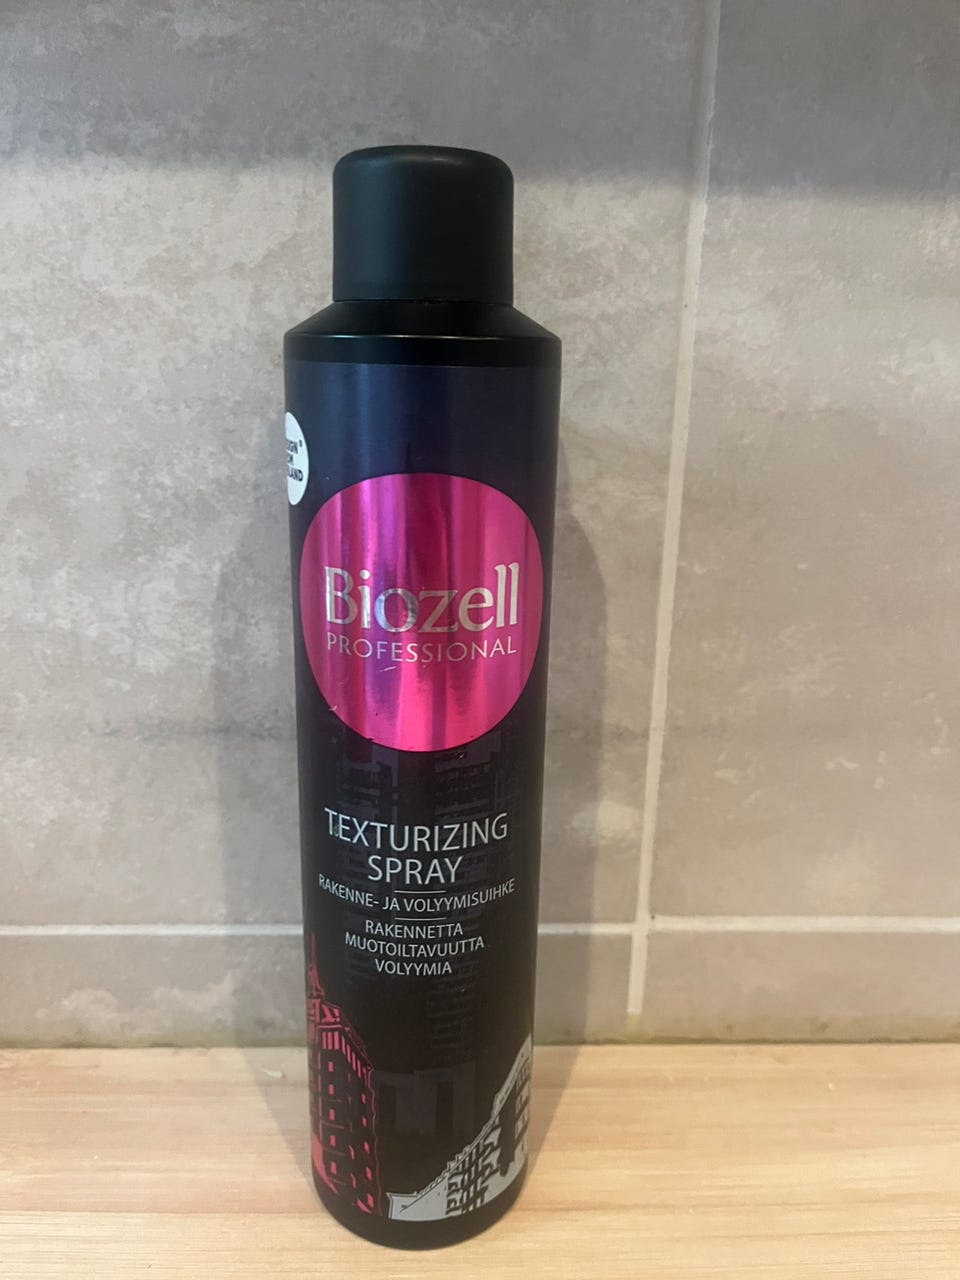 Biozell
PROFESSIONAL
TEXTURIZING
SPRAY
RAKENNE- JA VOLYYMISUIHKE
RAKENNETTA
MUOTOILTAVUUTTA
VOLYYMIA